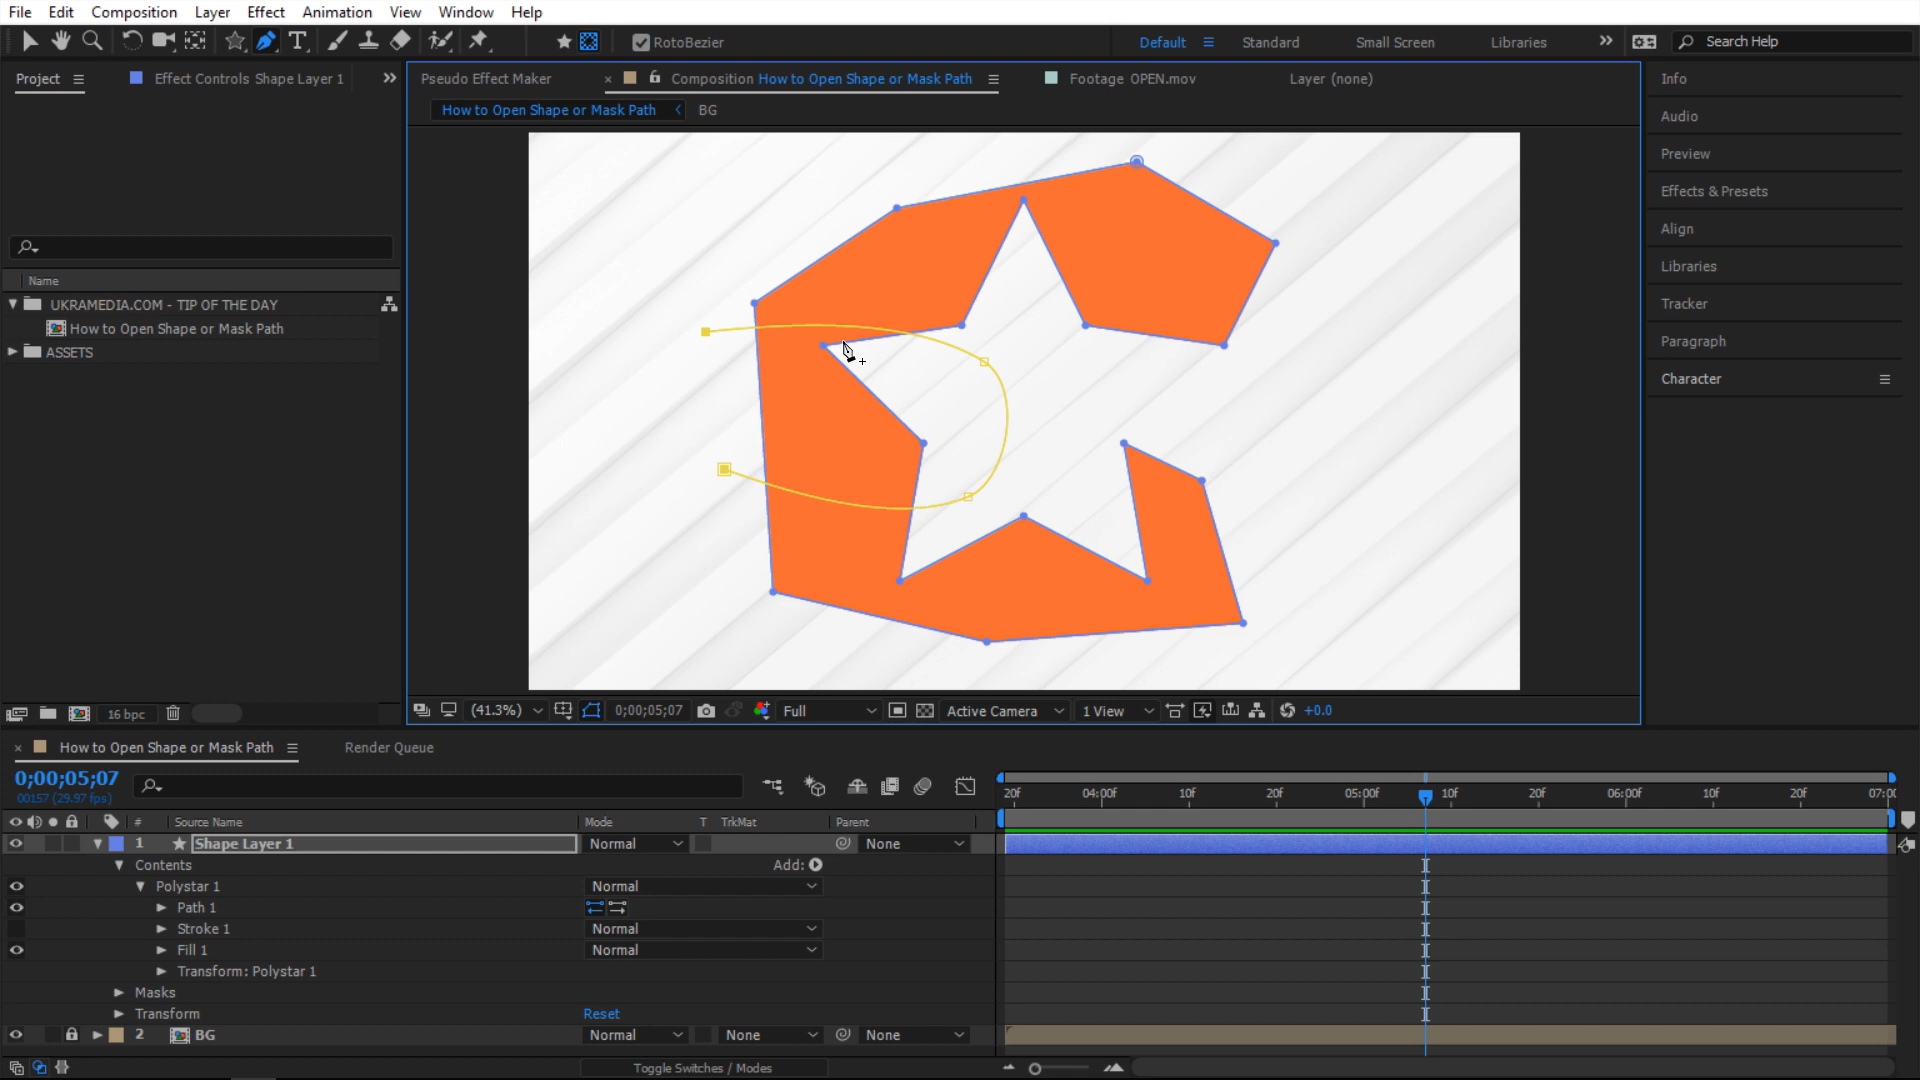 File Edit Composition Layer Effect Animation View Window Help
RotoBezier Default Standard Small Screen Libraries Search Help
Project Effect Controls Shape Layer 1 Pseudo Effect Maker Composition How to Open Shape or Mask Path Footage OPEN.mov Layer (none) Info
How to Open Shape or Mask Path BG
Audio
Preview
Effects & Presets
Align
Libraries
Tracker
Paragraph
Character
Name
UKRAMEDIA.COM - TIP OF THE DAY
How to Open Shape or Mask Path
ASSETS
16 bpc (41.3%) 0;00;05;07 Full Active Camera 1 View +0.0
How to Open Shape or Mask Path Render Queue
0;00;05;07
00157 (29.97 fps)
20f 04:00f 10f 20f 05:00f 10f 20f 06:00f 10f 20f 07:00
# Source Name Mode T TrkMat Parent
1 Shape Layer 1 Normal None
Contents Add:
Polystar 1 Normal
Path 1
Stroke 1 Normal
Fill 1 Normal
Transform: Polystar 1
Masks
Transform Reset
2 BG Normal None None
Toggle Switches / Modes